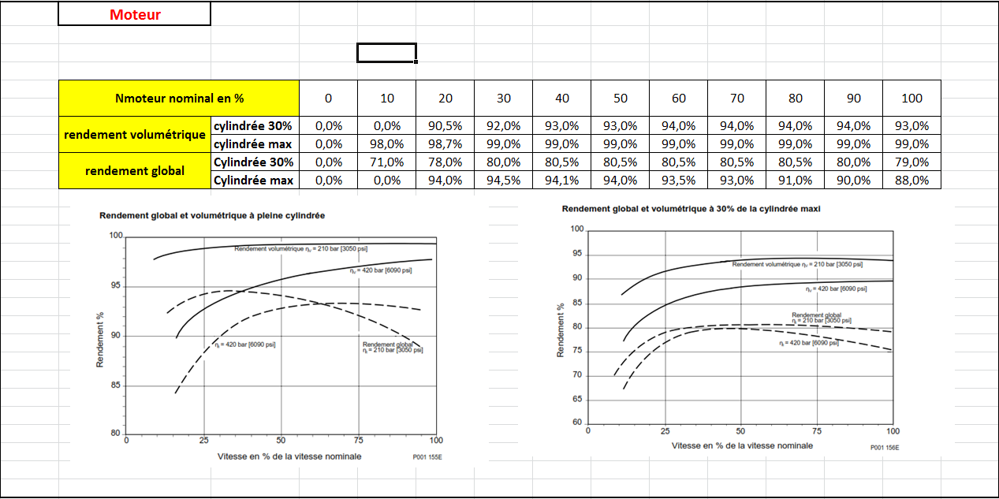 Moteur
Nmoteur nominal en % 0 10 20 30 40 50 60 70 80 90 100
rendement volumétrique
cylindrée 30% 0,0% 0,0% 90,5% 92,0% 93,0% 93,0% 94,0% 94,0% 94,0% 94,0% 93,0%
cylindrée max 0,0% 98,0% 98,7% 99,0% 99,0% 99,0% 99,0% 99,0% 99,0% 99,0% 99,0%
rendement global
Cylindrée 30% 0,0% 71,0% 78,0% 80,0% 80,5% 80,5% 80,5% 80,5% 80,5% 80,0% 79,0%
Cylindrée max 0,0% 0,0% 94,0% 94,5% 94,1% 94,0% 93,5% 93,0% 91,0% 90,0% 88,0%
Rendement global et volumétrique à pleine cylindrée
100
95
90
85
80
Rendement %
Rendement volumétrique ηv = 210 bar [3050 psi]
ηv = 420 bar [6090 psi]
ηt = 420 bar [6090 psi]
Rendement global
ηt = 210 bar [3050 psi]
0 25 50 75 100
Vitesse en % de la vitesse nominale
P001 155E
Rendement global et volumétrique à 30% de la cylindrée maxi
100
95
90
85
80
75
70
65
60
Rendement %
Rendement volumétrique ηv = 210 bar [3050 psi]
ηv = 420 bar [6090 psi]
Rendement global
ηt = 210 bar [3050 psi]
ηt = 420 bar [6090 psi]
0 25 50 75 100
Vitesse en % de la vitesse nominale
P001 156E